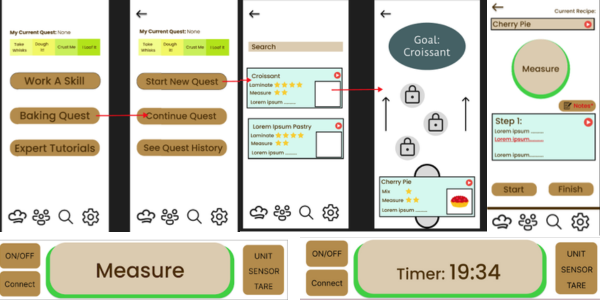 My Current Quest: None
Take Whisks
Dough It!
Crust Me
I Loaf It
Work A Skill
Baking Quest
Expert Tutorials
My Current Quest: None
Take Whisks
Dough It!
Crust Me
I Loaf It
Start New Quest
Continue Quest
See Quest History
Search
Croissant
Laminate
Measure
Lorem Ipsum ......
Lorem Ipsum Pastry
Laminate
Measure
Lorem Ipsum ......
Goal:
Croissant
Cherry Pie
Mix
Measure
Lorem Ipsum ......
Current Recipe:
Cherry Pie
Measure
Notes*
Step 1:
Lorem Ipsum ........
Lorem Ipsum ........
Lorem Ipsum ........
Start
Finish
ON/OFF
Connect
Measure
UNIT
SENSOR
TARE
ON/OFF
Connect
Timer: 19:34
UNIT
SENSOR
TARE